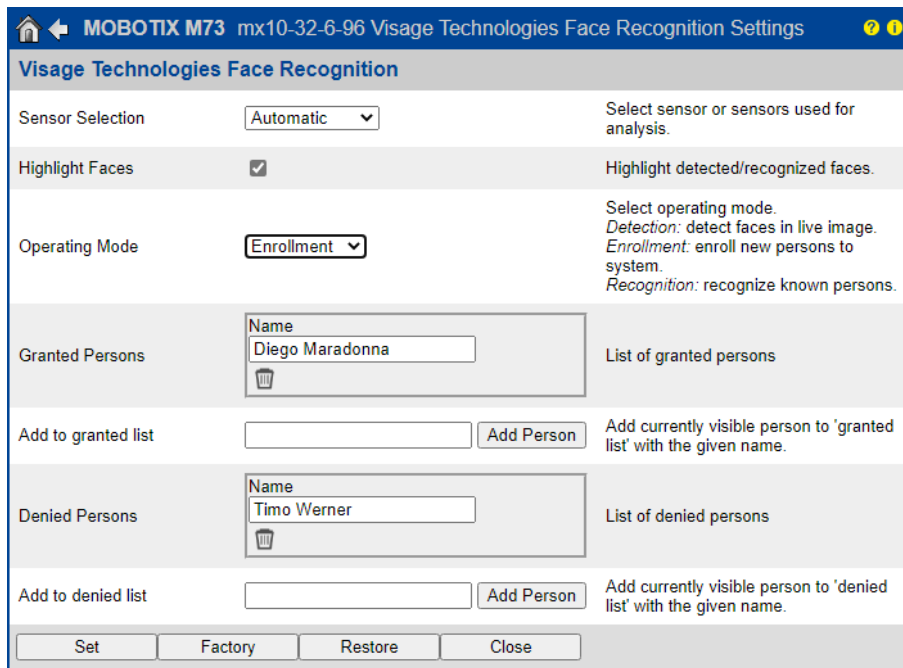 MOBOTIX M73 mx10-32-6-96 Visage Technologies Face Recognition Settings ? i
Visage Technologies Face Recognition
Sensor Selection
Automatic
Select sensor or sensors used for
analysis.
Highlight Faces
Highlight detected/recognized faces.
Operating Mode
Enrollment
Select operating mode.
Detection: detect faces in live image.
Enrollment: enroll new persons to
system.
Recognition: recognize known persons.
Granted Persons
Name
Diego Maradonna
List of granted persons
Add to granted list
Add Person
Add currently visible person to 'granted
list' with the given name.
Denied Persons
Name
Timo Werner
List of denied persons
Add to denied list
Add Person
Add currently visible person to 'denied
list' with the given name.
Set Factory Restore Close